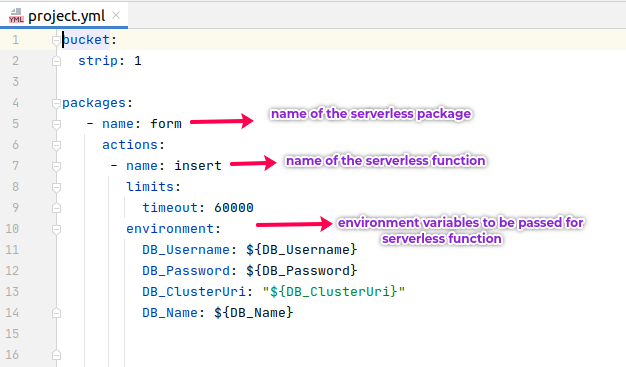 YML project.yml ×
1 bucket:
2 strip: 1
3
4 packages:
5 - name: form name of the serverless package
6 actions:
7 - name: insert name of the serverless function
8 limits:
9 timeout: 60000
10 environment: environment variables to be passed for
serverless function
11 DB_Username: ${DB_Username}
12 DB_Password: ${DB_Password}
13 DB_ClusterUri: "${DB_ClusterUri}"
14 DB_Name: ${DB_Name}
15
16